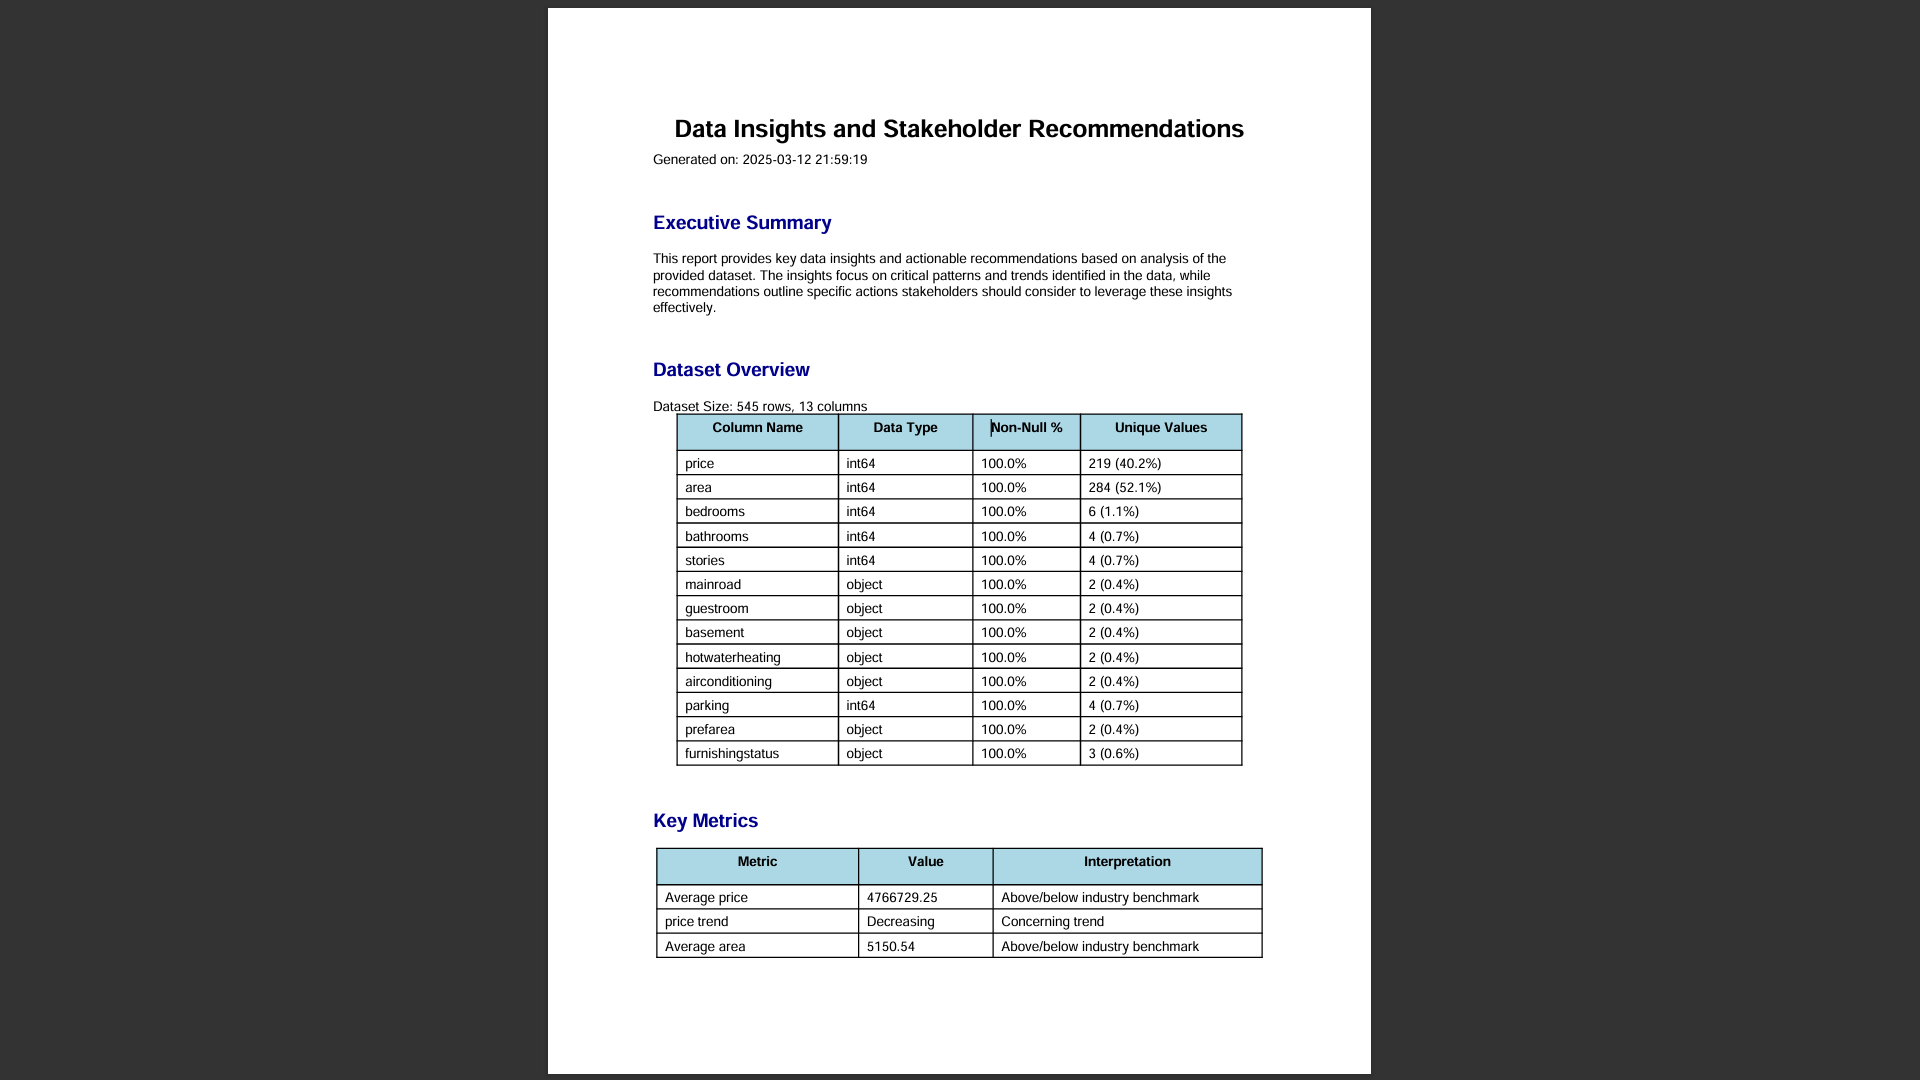 Data Insights and Stakeholder Recommendations
Generated on: 2025-03-12 21:59:19
Executive Summary
This report provides key data insights and actionable recommendations based on analysis of the
provided dataset. The insights focus on critical patterns and trends identified in the data, while
recommendations outline specific actions stakeholders should consider to leverage these insights
effectively.
Dataset Overview
Dataset Size: 545 rows, 13 columns
Column Name Data Type Non-Null % Unique Values
price int64 100.0% 219 (40.2%)
area int64 100.0% 284 (52.1%)
bedrooms int64 100.0% 6 (1.1%)
bathrooms int64 100.0% 4 (0.7%)
stories int64 100.0% 4 (0.7%)
mainroad object 100.0% 2 (0.4%)
guestroom object 100.0% 2 (0.4%)
basement object 100.0% 2 (0.4%)
hotwaterheating object 100.0% 2 (0.4%)
airconditioning object 100.0% 2 (0.4%)
parking int64 100.0% 4 (0.7%)
prefarea object 100.0% 2 (0.4%)
furnishingstatus object 100.0% 3 (0.6%)
Key Metrics
Metric Value Interpretation
Average price 4766729.25 Above/below industry benchmark
price trend Decreasing Concerning trend
Average area 5150.54 Above/below industry benchmark